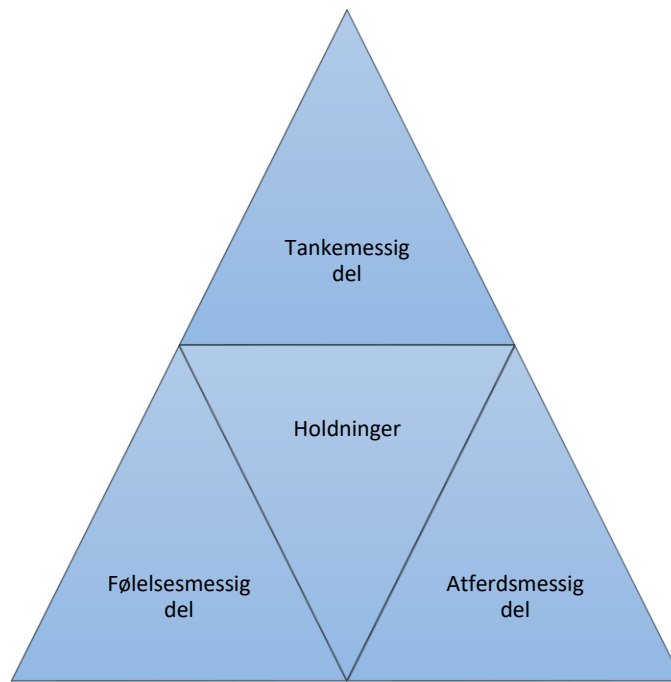 Tankemessig
del
Holdninger
Følelsesmessig
del
Atferdsmessig
del